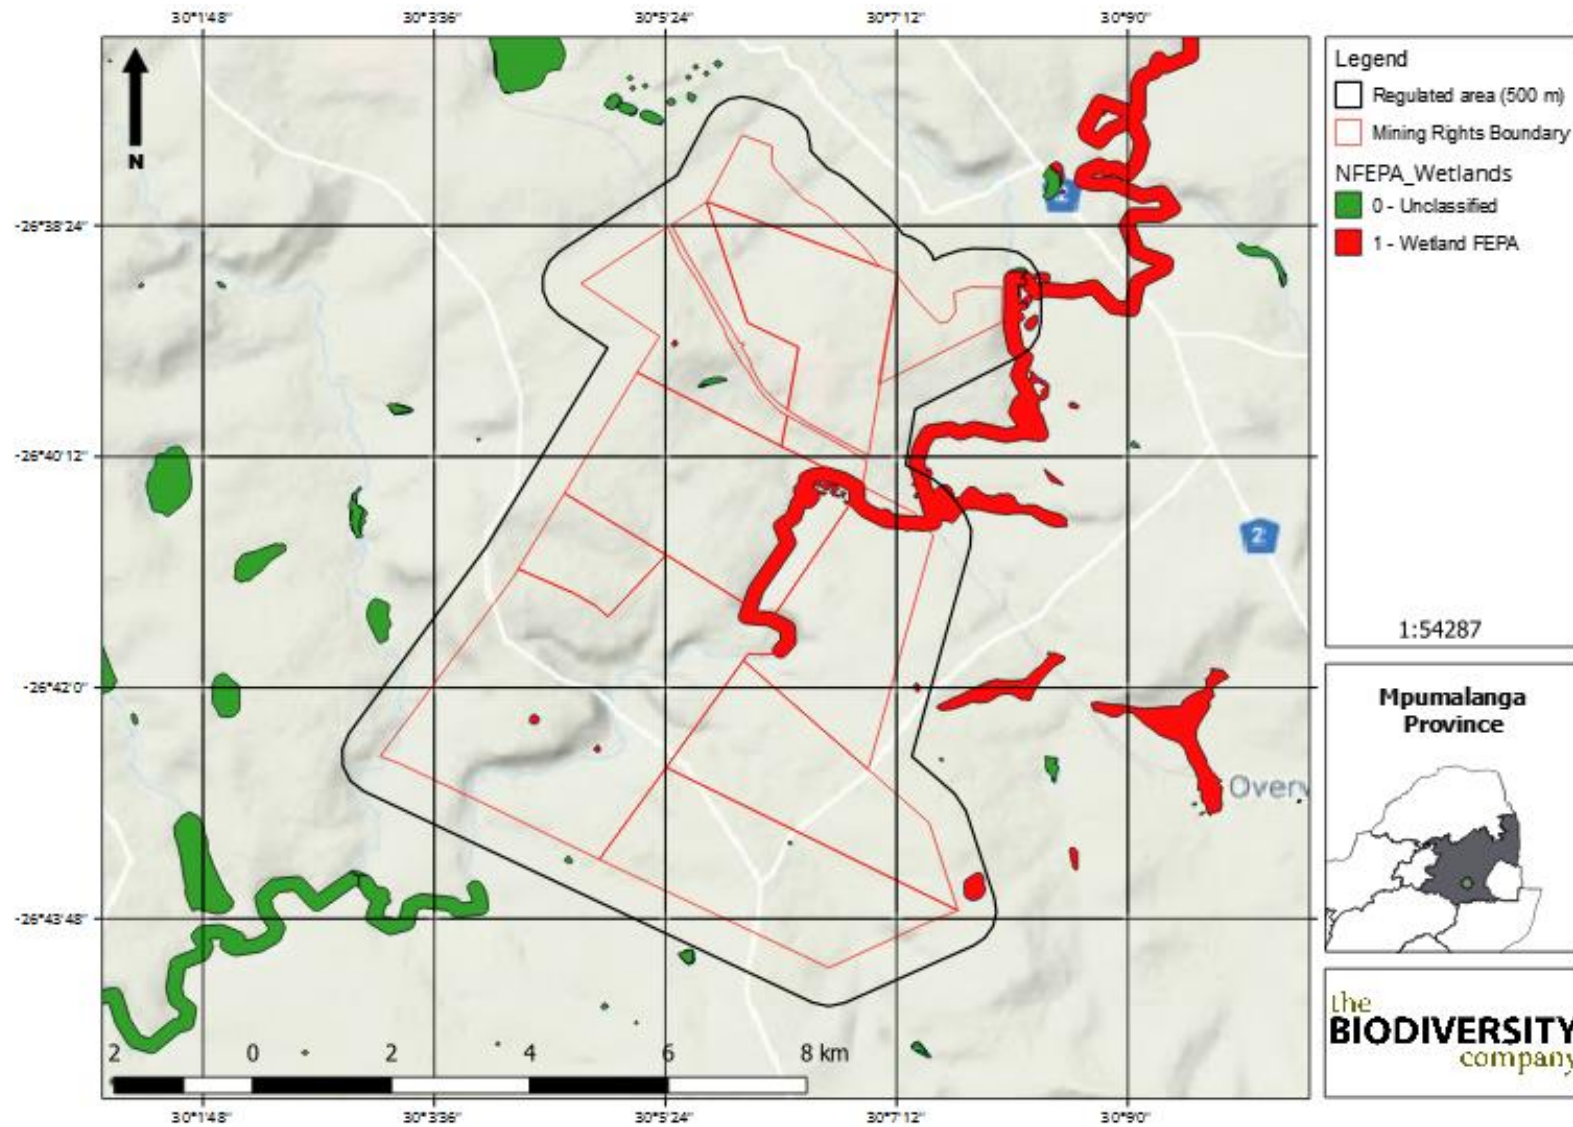 30°1'48"
30°3'36"
30°5'24"
30°7'12"
30°9'0"
N
-26°38'24"
-26°40'12"
-26°42'0"
-26°43'48"
2
2
2 0 2 4 6 8 km
30°1'48"
30°3'36"
30°5'24"
30°7'12"
30°9'0"
Legend
Regulated area (500 m)
Mining Rights Boundary
NFEPA_Wetlands
0 - Unclassified
1 - Wetland FEPA
1:54287
Mpumalanga
Province
the
BIODIVERSITY
company